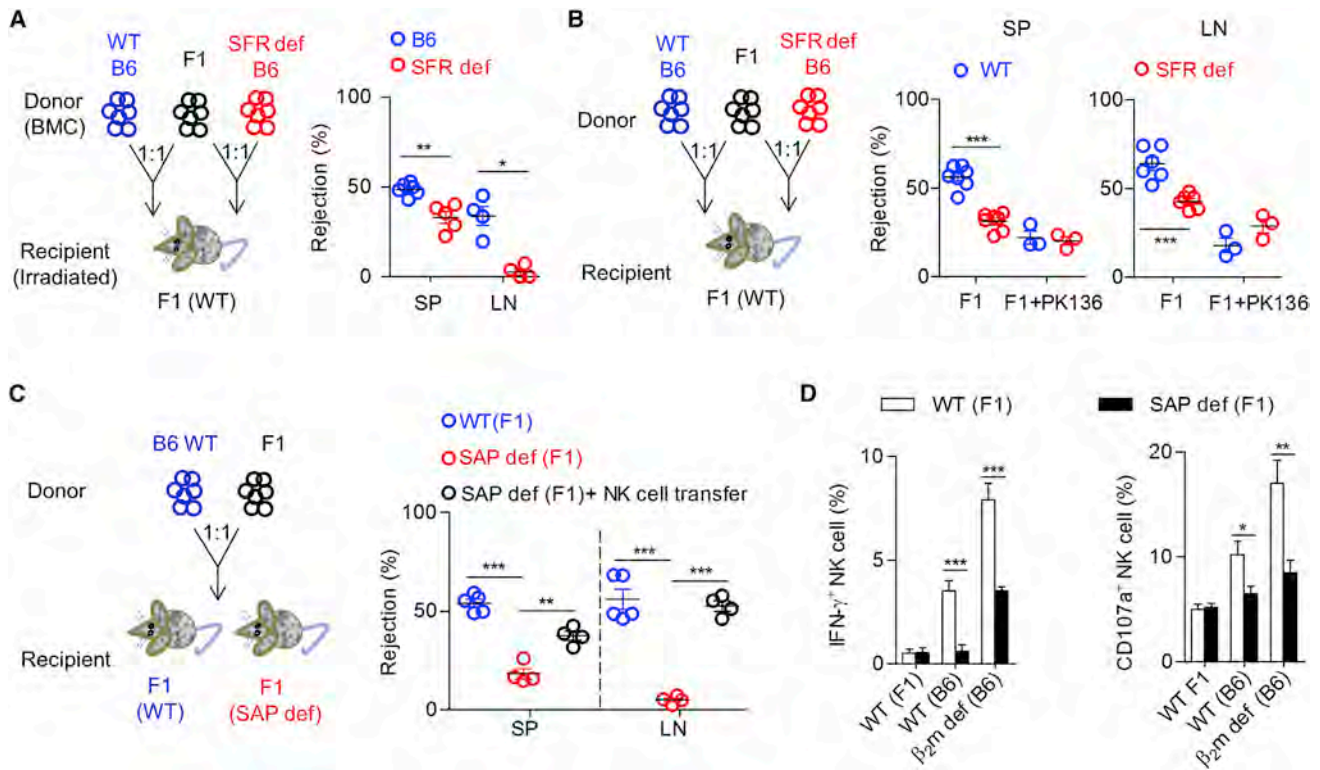 A
WT
B6
F1
SFR def
B6
Donor
(BMC)
1:1
1:1
Recipient
(Irradiated)
F1 (WT)
B6
SFR def
Rejection (%)
100
50
0
**
*
SP
LN
B
WT
B6
F1
SFR def
B6
Donor
1:1
1:1
Recipient
F1 (WT)
SP
LN
WT
SFR def
Rejection (%)
100
50
0
***
F1
F1+PK136
100
50
0
***
F1
F1+PK136
C
B6 WT
F1
Donor
1:1
Recipient
F1
(WT)
F1
(SAP def)
WT(F1)
SAP def (F1)
SAP def (F1)+ NK cell transfer
Rejection (%)
100
50
0
***
**
***
***
SP
LN
D
WT (F1)
SAP def (F1)
IFN-γ+ NK cell (%)
10
5
0
***
***
WT (F1)
WT (B6)
β2m def (B6)
CD107a+ NK cell (%)
20
10
0
*
**
WT F1
WT (B6)
β2m def (B6)